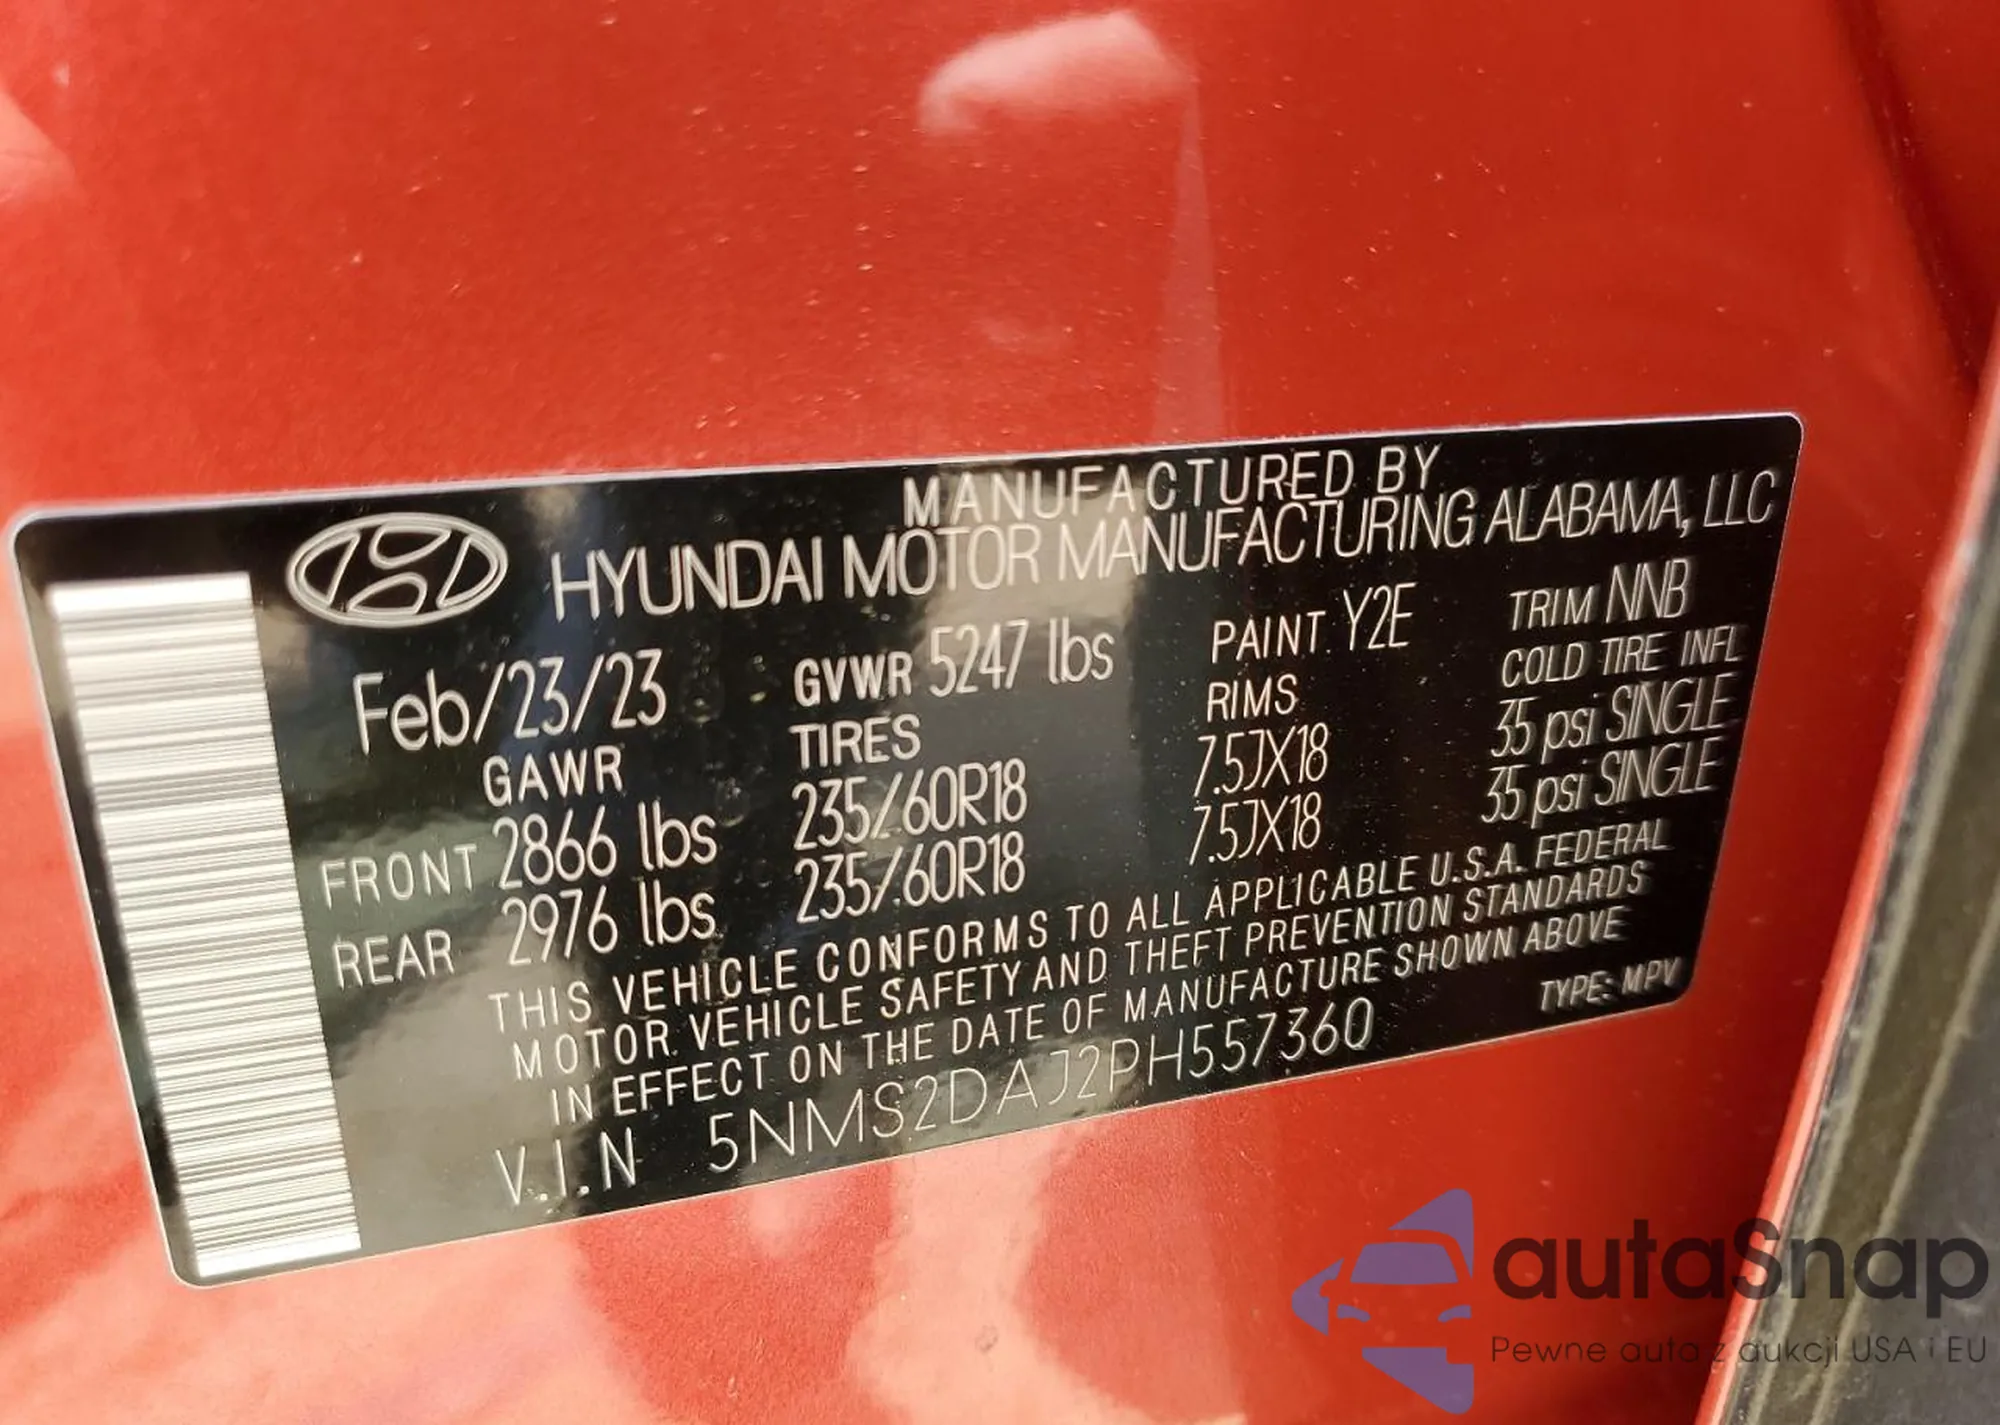 MANUFACTURED BY
HYUNDAI MOTOR MANUFACTURING ALABAMA, LLC
Feb/23/23 GVWR 5247 lbs PAINT Y2E TRIM NNB
GAWR TIRES RIMS COLD TIRE INFL
FRONT 2866 lbs 235/60R18 7.5JX18 35 psi SINGLE
REAR 2976 lbs 235/60R18 7.5JX18 35 psi SINGLE
THIS VEHICLE CONFORMS TO ALL APPLICABLE U.S.A. FEDERAL
MOTOR VEHICLE SAFETY AND THEFT PREVENTION STANDARDS
IN EFFECT ON THE DATE OF MANUFACTURE SHOWN ABOVE
V.I.N 5NMS2DAJ2PH557360 TYPE: MPV
autaSnap
Pewne auta z aukcji USA i EU